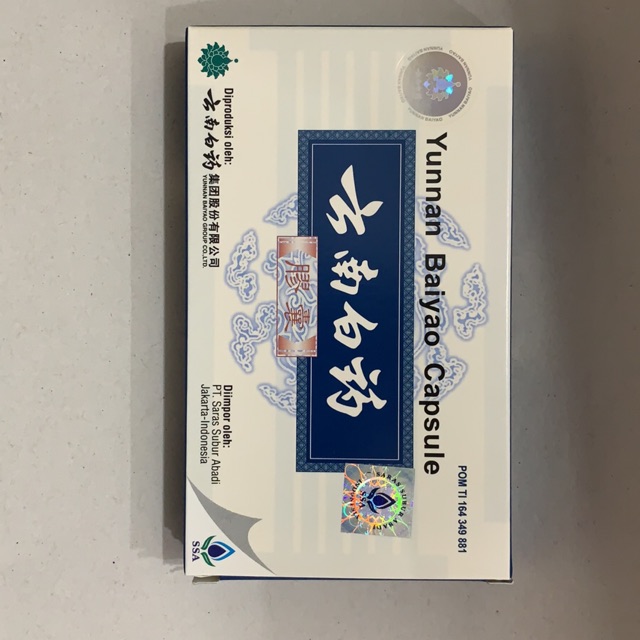 Yunnan Baiyao Capsule
POM TI 164 349 881
云南白药
膠囊
Diproduksi oleh:
云南白药 集团股份有限公司
YUNNAN BAIYAO GROUP CO.,LTD.
Diimpor oleh:
PT. Saras Subur Abadi
Jakarta-Indonesia
SSA